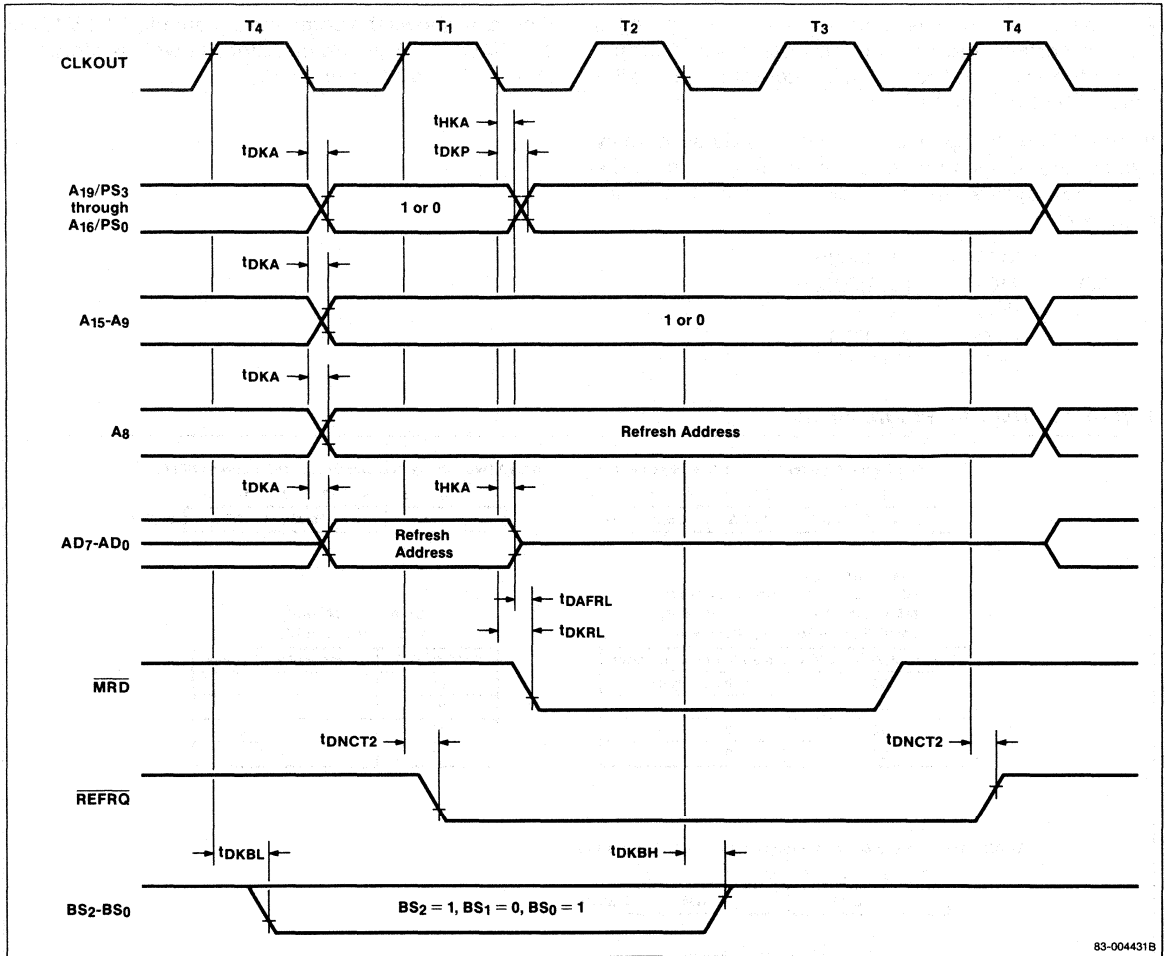 T4 T1 T2 T3 T4
CLKOUT
tHKA
tDKA tDKP
A19/PS3
through
A16/PS0
1 or 0
tDKA
A15-A9
1 or 0
tDKA
A8
Refresh Address
tDKA tHKA
AD7-AD0
Refresh
Address
tDAFRL
tDKRL
MRD
tDNCT2 tDNCT2
REFRQ
tDKBL tDKBH
BS2-BS0
BS2 = 1, BS1 = 0, BS0 = 1
83-004431B